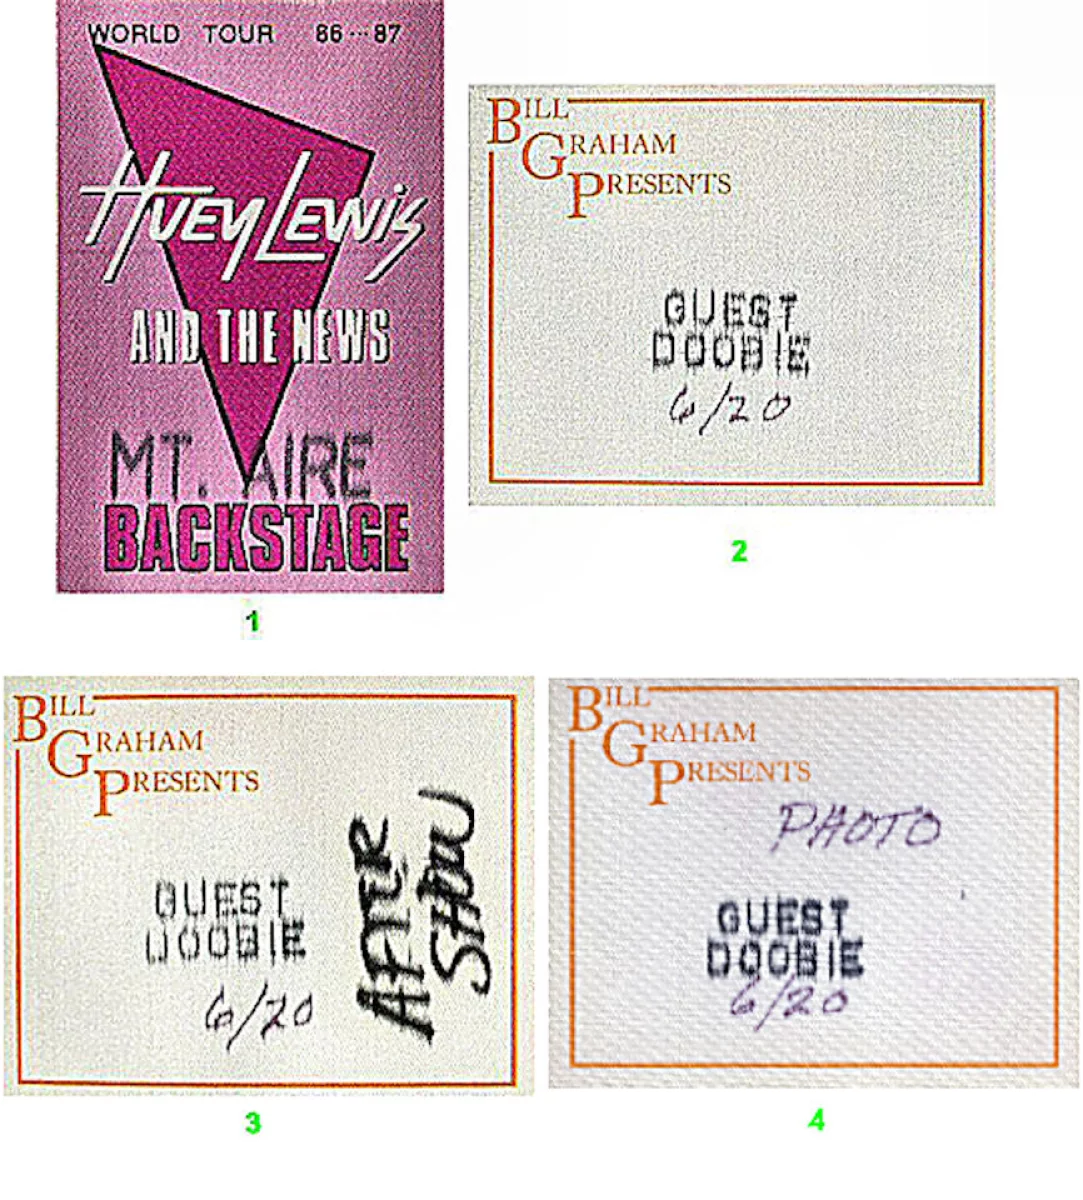 WORLD TOUR 86...87
HUEY LEWIS
AND THE NEWS
MT. AIRE
BACKSTAGE
1
BILL
GRAHAM
PRESENTS
GUEST
DOOBIE
6/20
2
BILL
GRAHAM
PRESENTS
GUEST
DOOBIE
6/20
AFTER
SHOW
3
BILL
GRAHAM
PRESENTS
PHOTO
GUEST
DOOBIE
6/20
4